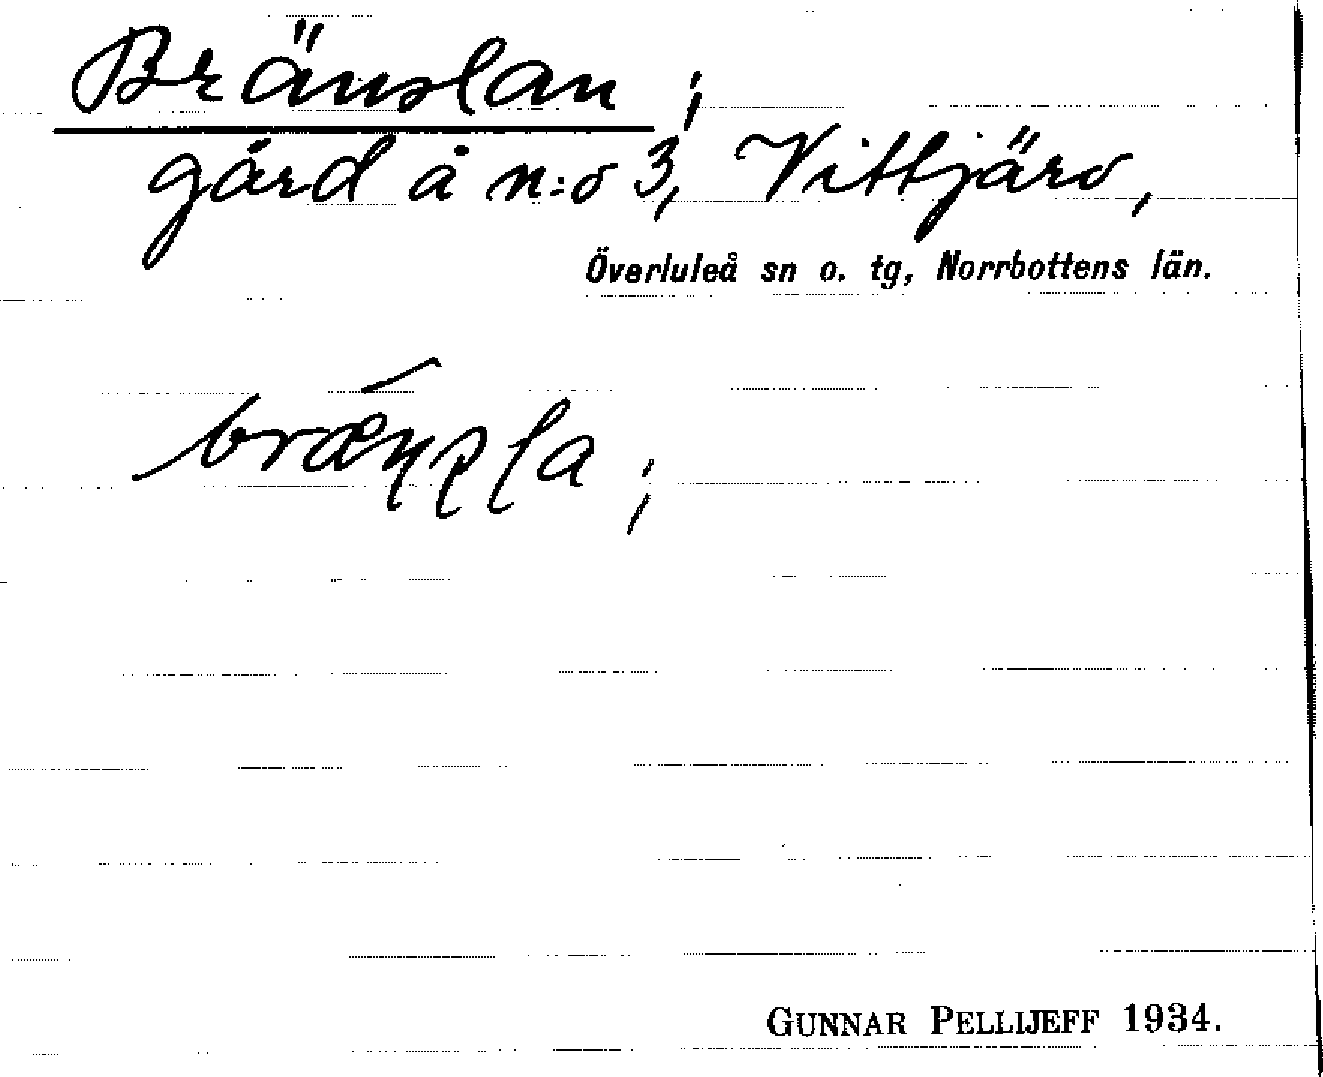 Bränslan;
gård å n:o 3, Vittjärv,
Överluleå sn o. tg, Norrbottens län.
GUNNAR PELLIJEFF 1934.